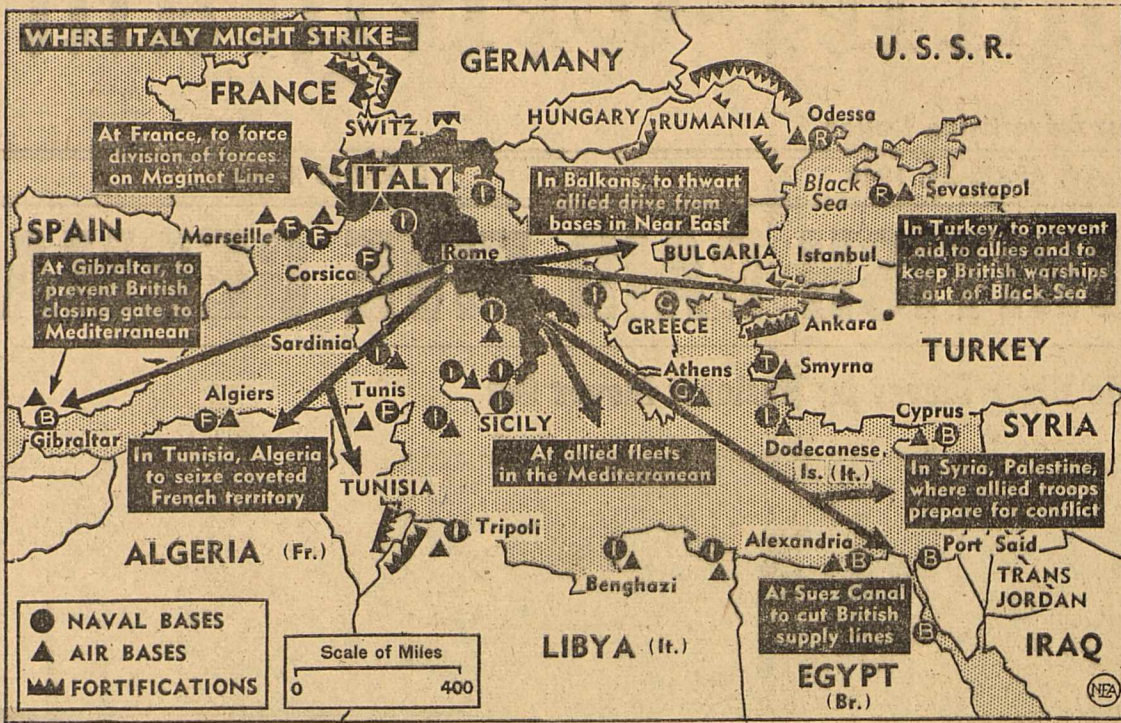 WHERE ITALY MIGHT STRIKE—
U. S. S. R.
GERMANY
FRANCE
HUNGARY
RUMANIA
Odessa
R
At France, to force
division of forces
on Maginot Line
SWITZ.
ITALY
I
I
In Balkans, to thwart
allied drive from
bases in Near East
Black
Sea
R
Sevastapol
SPAIN
Marseille
F
F
In Turkey, to prevent
aid to allies and to
keep British warships
out of Black Sea
At Gibraltar, to
prevent British
closing gate to
Mediterranean
Corsica
F
Rome
BULGARIA
Istanbul
I
I
G
GREECE
Ankara
Sardinia
I
TURKEY
I
I
Athens
G
T
Smyrna
Algiers
F
Tunis
F
I
I
SICILY
I
Cyprus
B
SYRIA
B
Gibraltar
In Tunisia, Algeria
to seize coveted
French territory
At allied fleets
in the Mediterranean
Dodecanese
Is. (It.)
In Syria, Palestine,
where allied troops
prepare for conflict
TUNISIA
I
Tripoli
ALGERIA (Fr.)
I
Benghazi
I
Alexandria
B
B
Port Said
At Suez Canal
to cut British
supply lines
B
TRANS
JORDAN
NAVAL BASES
AIR BASES
FORTIFICATIONS
Scale of Miles
0 400
LIBYA (It.)
EGYPT
(Br.)
IRAQ
NEA